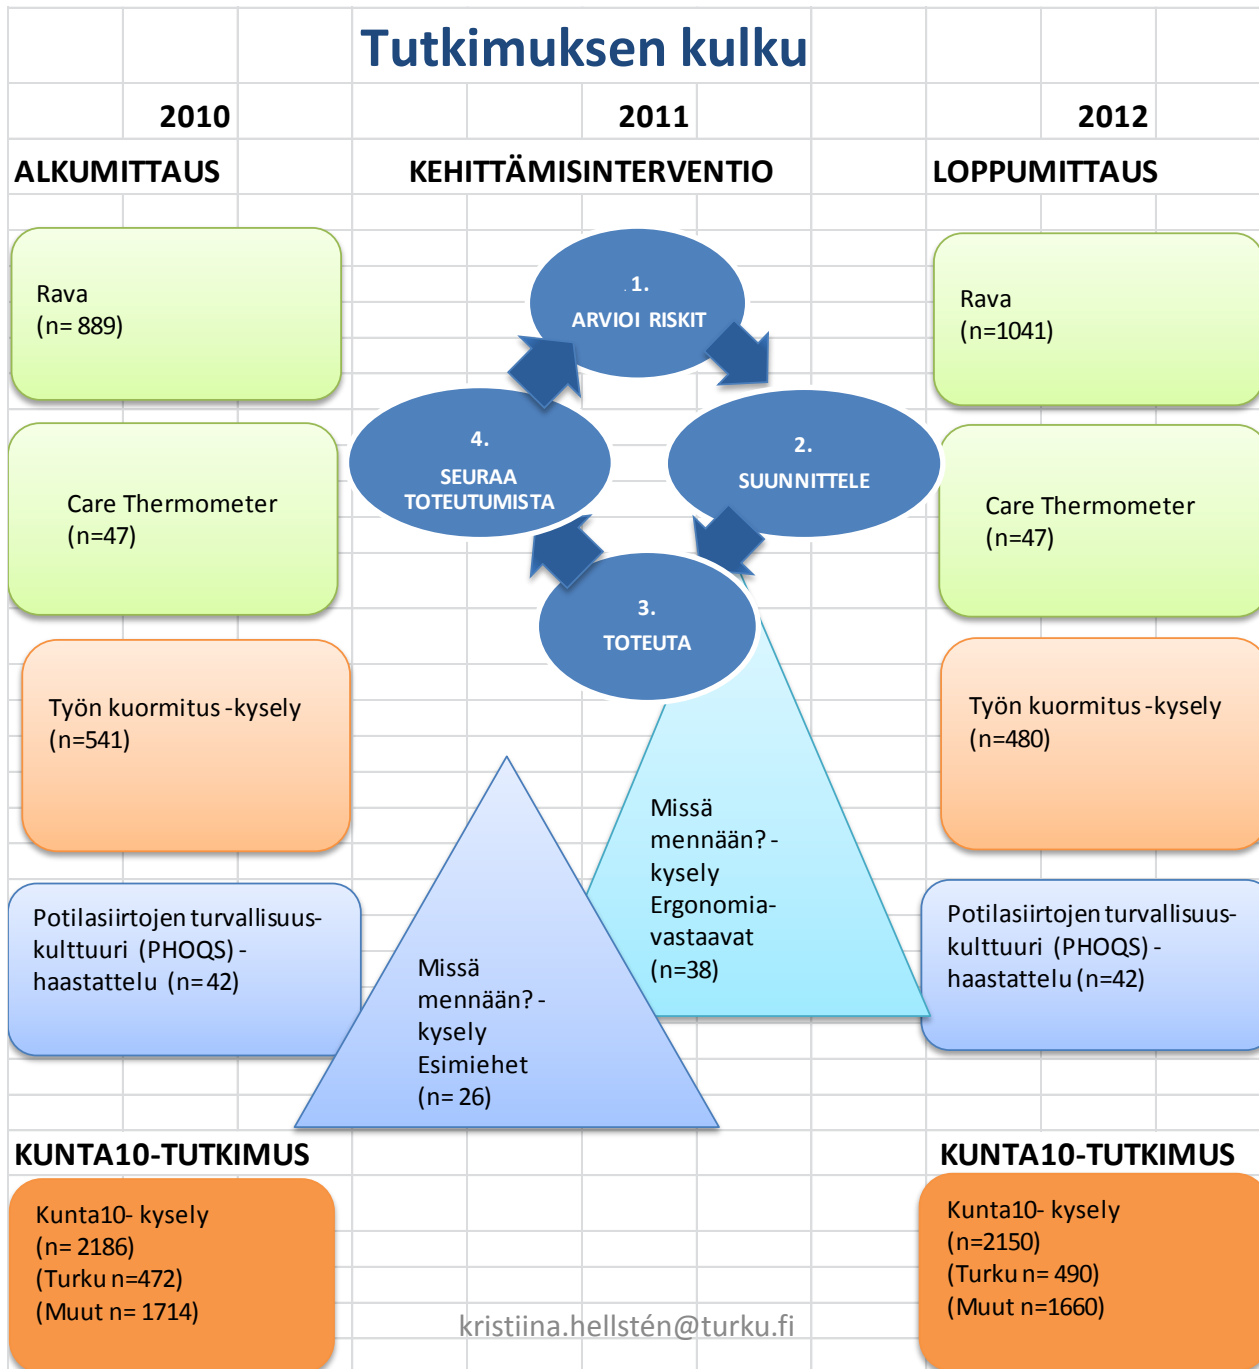 Tutkimuksen kulku
2010
2011
2012
ALKUMITTAUS
KEHITTÄMISINTERVENTIO
LOPPUMITTAUS
Rava
(n= 889)
Care Thermometer
(n=47)
Työn kuormitus -kysely
(n=541)
Potilasiirtojen turvallisuus-
kulttuuri (PHOQS) -
haastattelu (n= 42)
. 1.
ARVIOI RISKIT
2.
SUUNNITTELE
3.
TOTEUTA
4.
SEURAA
TOTEUTUMISTA
Missä
mennään? -
kysely
Esimiehet
(n= 26)
Missä
mennään? -
kysely
Ergonomia-
vastaavat
(n=38)
Rava
(n=1041)
Care Thermometer
(n=47)
Työn kuormitus -kysely
(n=480)
Potilasiirtojen turvallisuus-
kulttuuri (PHOQS) -
haastattelu (n=42)
KUNTA10-TUTKIMUS
Kunta10- kysely
(n= 2186)
(Turku n=472)
(Muut n= 1714)
KUNTA10-TUTKIMUS
Kunta10- kysely
(n=2150)
(Turku n= 490)
(Muut n=1660)
kristiina.hellstén@turku.fi